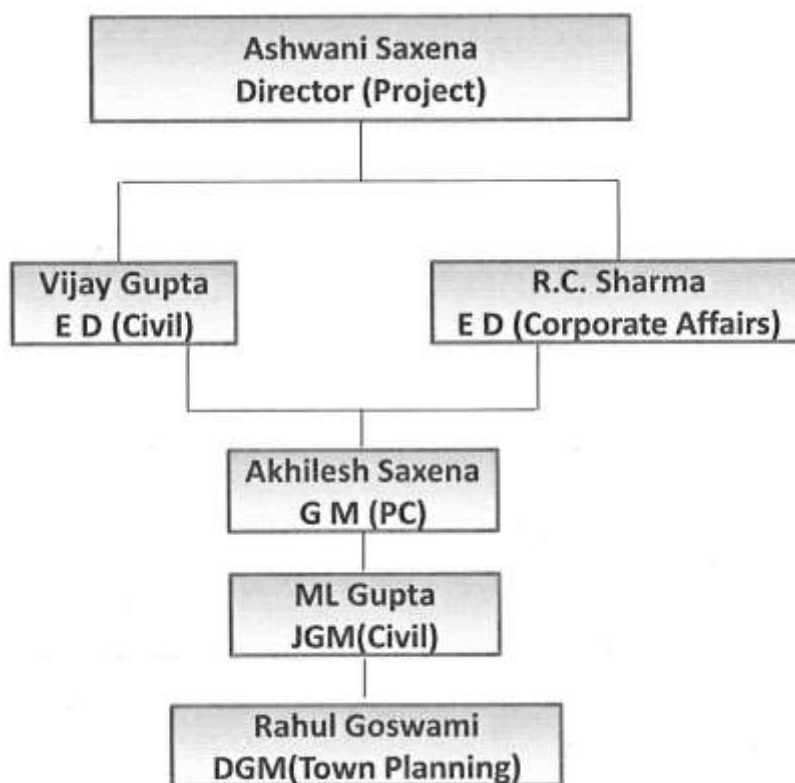 Ashwani Saxena
Director (Project)
Vijay Gupta
E D (Civil)
R.C. Sharma
E D (Corporate Affairs)
Akhilesh Saxena
G M (PC)
ML Gupta
JGM(Civil)
Rahul Goswami
DGM(Town Planning)